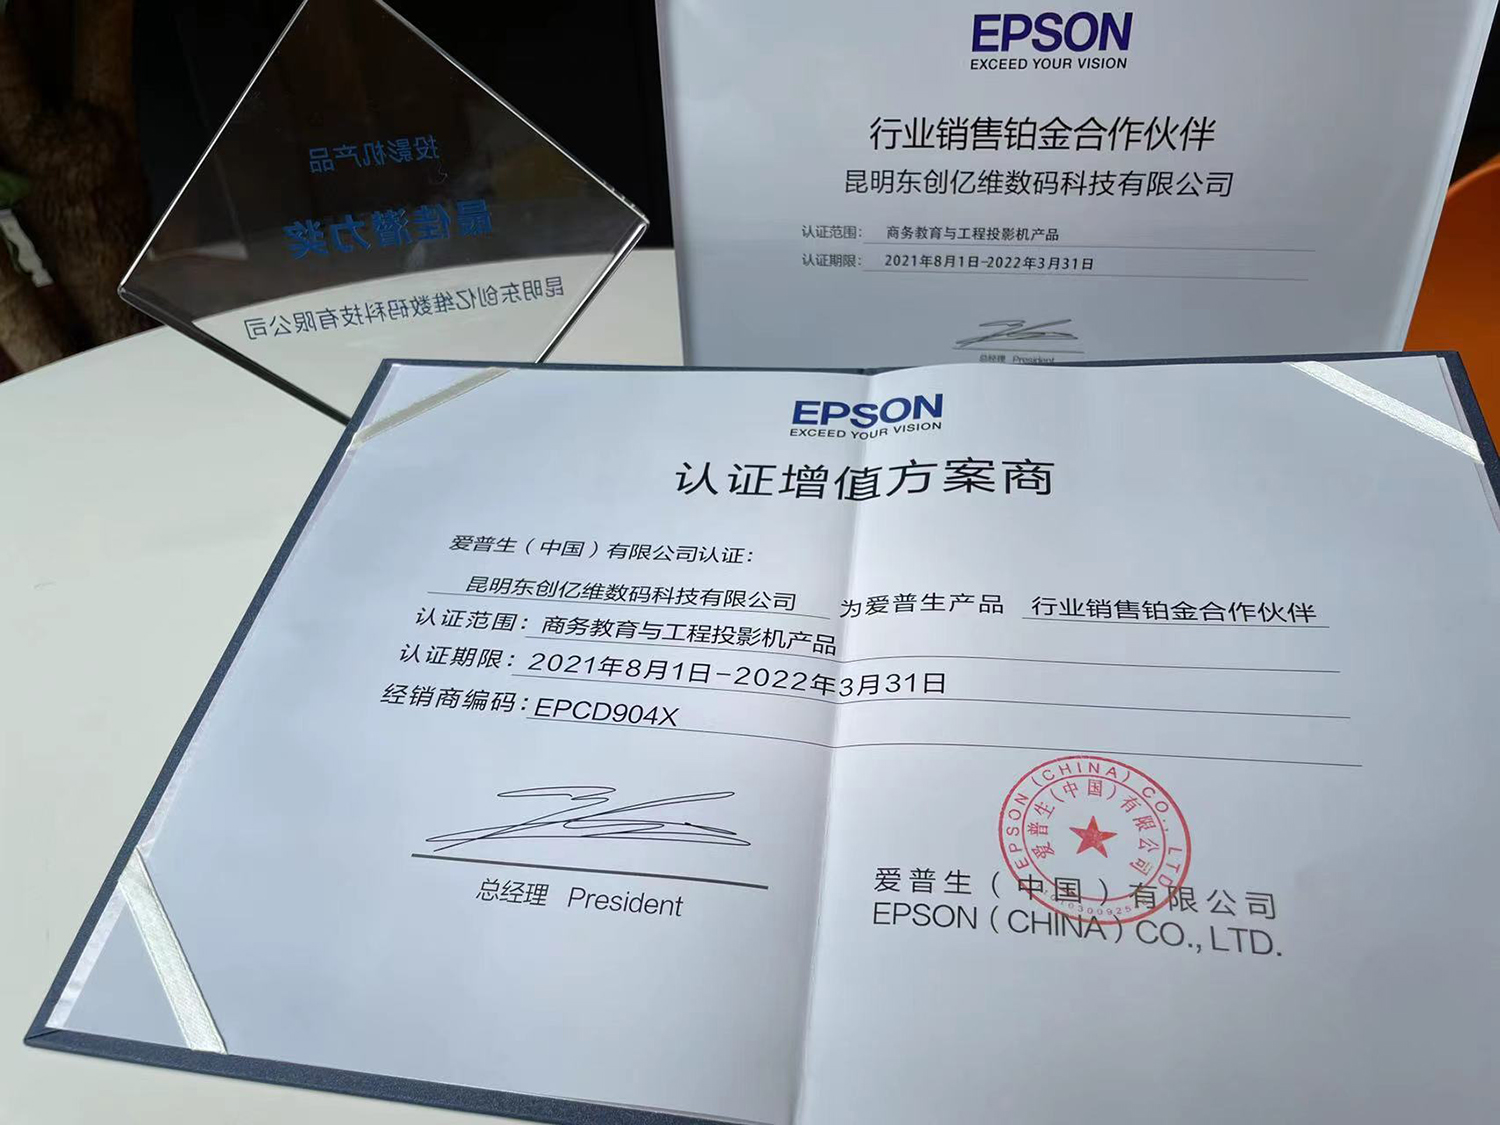 投影机产品
最佳潜力奖
昆明东创亿维数码科技有限公司
EPSON
EXCEED YOUR VISION
行业销售铂金合作伙伴
昆明东创亿维数码科技有限公司
认证范围: 商务教育与工程投影机产品
认证期限: 2021年8月1日-2022年3月31日
总经理 President
EPSON
EXCEED YOUR VISION
认证增值方案商
爱普生（中国）有限公司认证:
昆明东创亿维数码科技有限公司 为爱普生产品 行业销售铂金合作伙伴
认证范围: 商务教育与工程投影机产品
认证期限: 2021年8月1日-2022年3月31日
经销商编码: EPCD904X
总经理 President
EPSON (CHINA) CO., LTD
爱普生(中国)有限公司
爱普生（中国）有限公司
EPSON（CHINA）CO.,LTD.